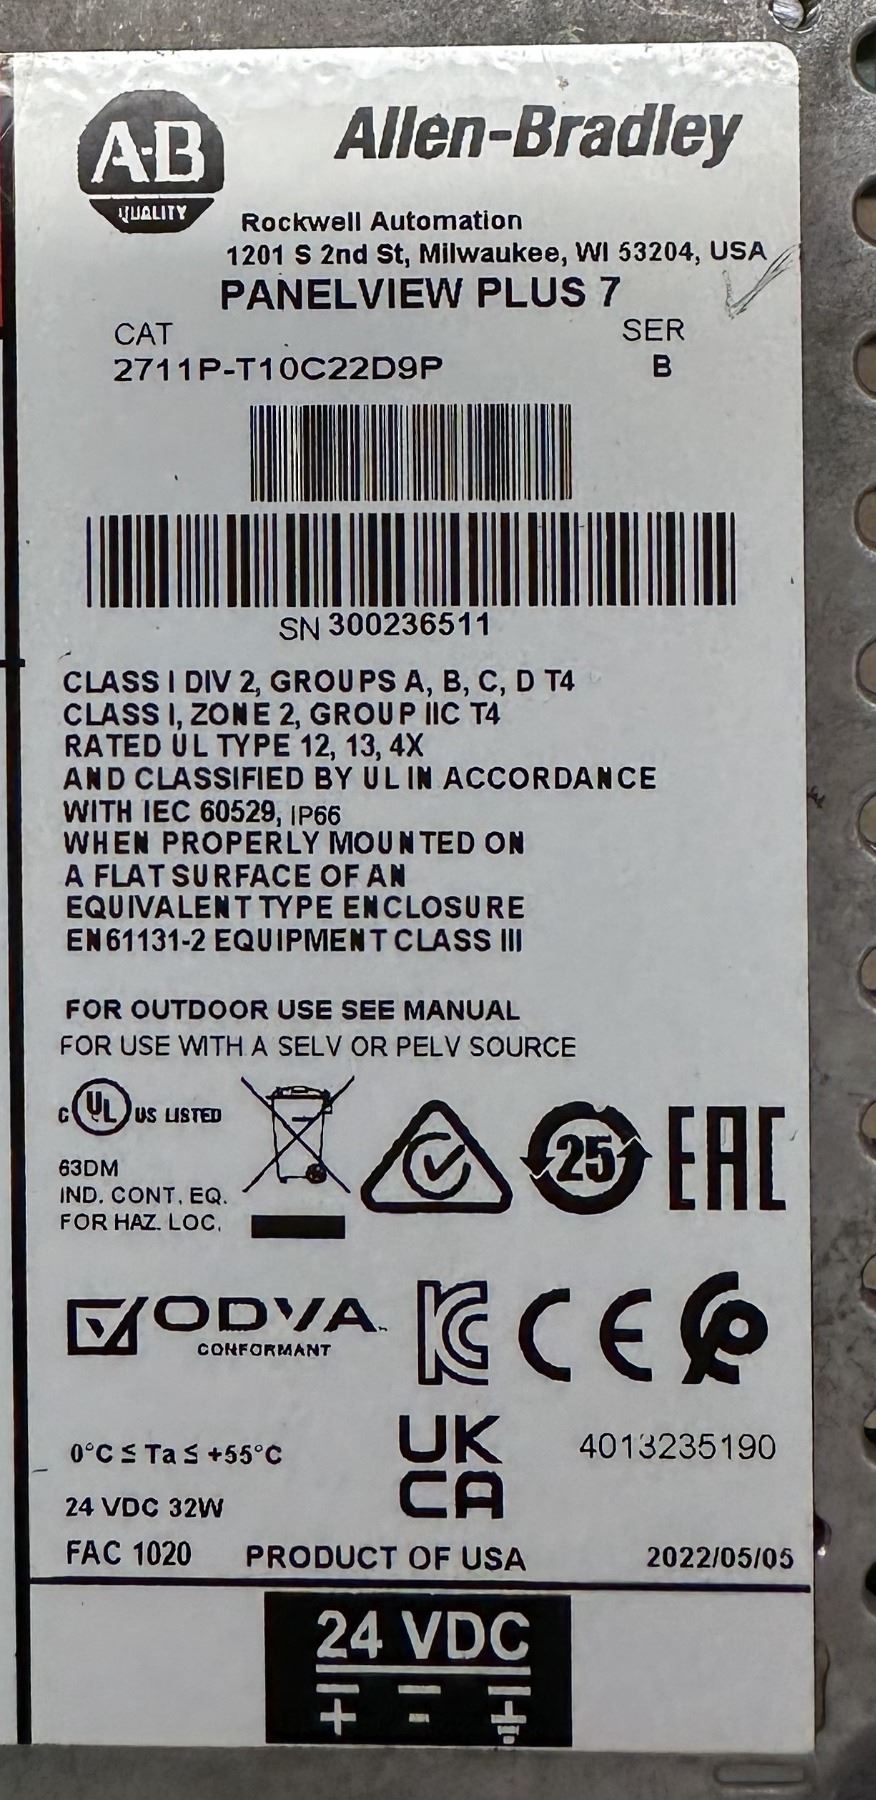 A·B
QUALITY
Allen-Bradley
Rockwell Automation
1201 S 2nd St, Milwaukee, WI 53204, USA
PANELVIEW PLUS 7
CAT
SER
2711P-T10C22D9P
B
SN 300236511
CLASS I DIV 2, GROUPS A, B, C, D T4
CLASS I, ZONE 2, GROUP IIC T4
RATED UL TYPE 12, 13, 4X
AND CLASSIFIED BY UL IN ACCORDANCE
WITH IEC 60529, IP66
WHEN PROPERLY MOUNTED ON
A FLAT SURFACE OF AN
EQUIVALENT TYPE ENCLOSURE
EN61131-2 EQUIPMENT CLASS III
FOR OUTDOOR USE SEE MANUAL
FOR USE WITH A SELV OR PELV SOURCE
C UL US LISTED
63DM
IND. CONT. EQ.
FOR HAZ. LOC.
25
EAC
ODVA
CONFORMANT
KC
CE
UK
CA
4013235190
0°C ≤ Ta ≤ +55°C
24 VDC 32W
FAC 1020
PRODUCT OF USA
2022/05/05
24 VDC
+ -